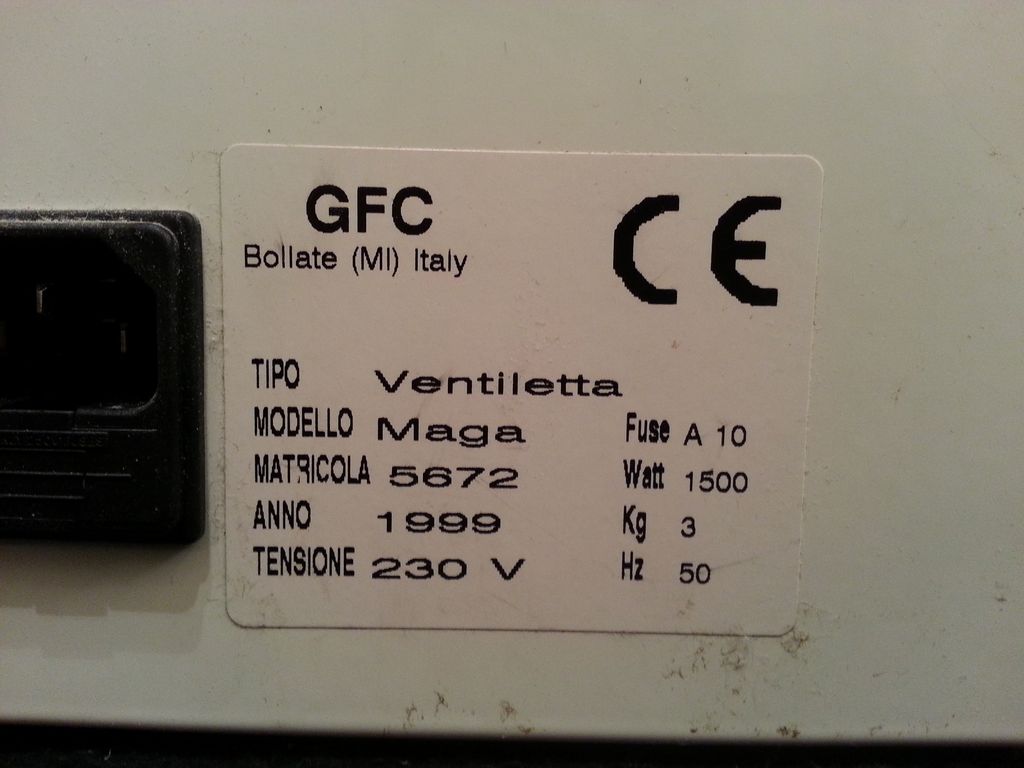 GFC
Bollate (MI) Italy
CE
TIPO Ventiletta
MODELLO Maga Fuse A 10
MATRICOLA 5672 Watt 1500
ANNO 1999 Kg 3
TENSIONE 230 V Hz 50